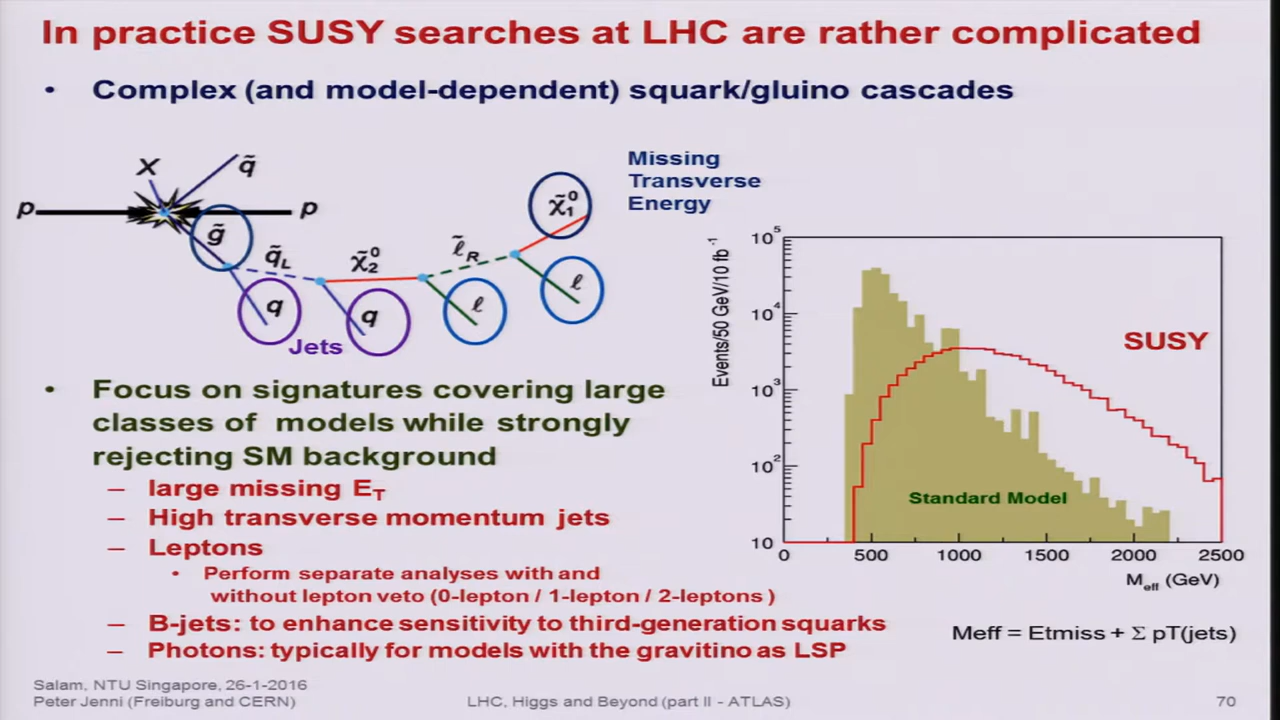 In practice SUSY searches at LHC are rather complicated
• Complex (and model-dependent) squark/gluino cascades
X
q̃
p
p
g̃
q̃L
χ̃⁰₂
ℓ̃R
χ̃⁰₁
q
q
ℓ
ℓ
Jets
Missing
Transverse
Energy
Events/50 GeV/10 fb⁻¹
10⁵
10⁴
10³
10²
10
SUSY
Standard Model
0 500 1000 1500 2000 2500
Meff (GeV)
Meff = Etmiss + Σ pT(jets)
• Focus on signatures covering large
classes of models while strongly
rejecting SM background
– large missing ET
– High transverse momentum jets
– Leptons
• Perform separate analyses with and
without lepton veto (0-lepton / 1-lepton / 2-leptons )
– B-jets: to enhance sensitivity to third-generation squarks
– Photons: typically for models with the gravitino as LSP
Salam, NTU Singapore, 26-1-2016
Peter Jenni (Freiburg and CERN)
LHC, Higgs and Beyond (part II - ATLAS)
70